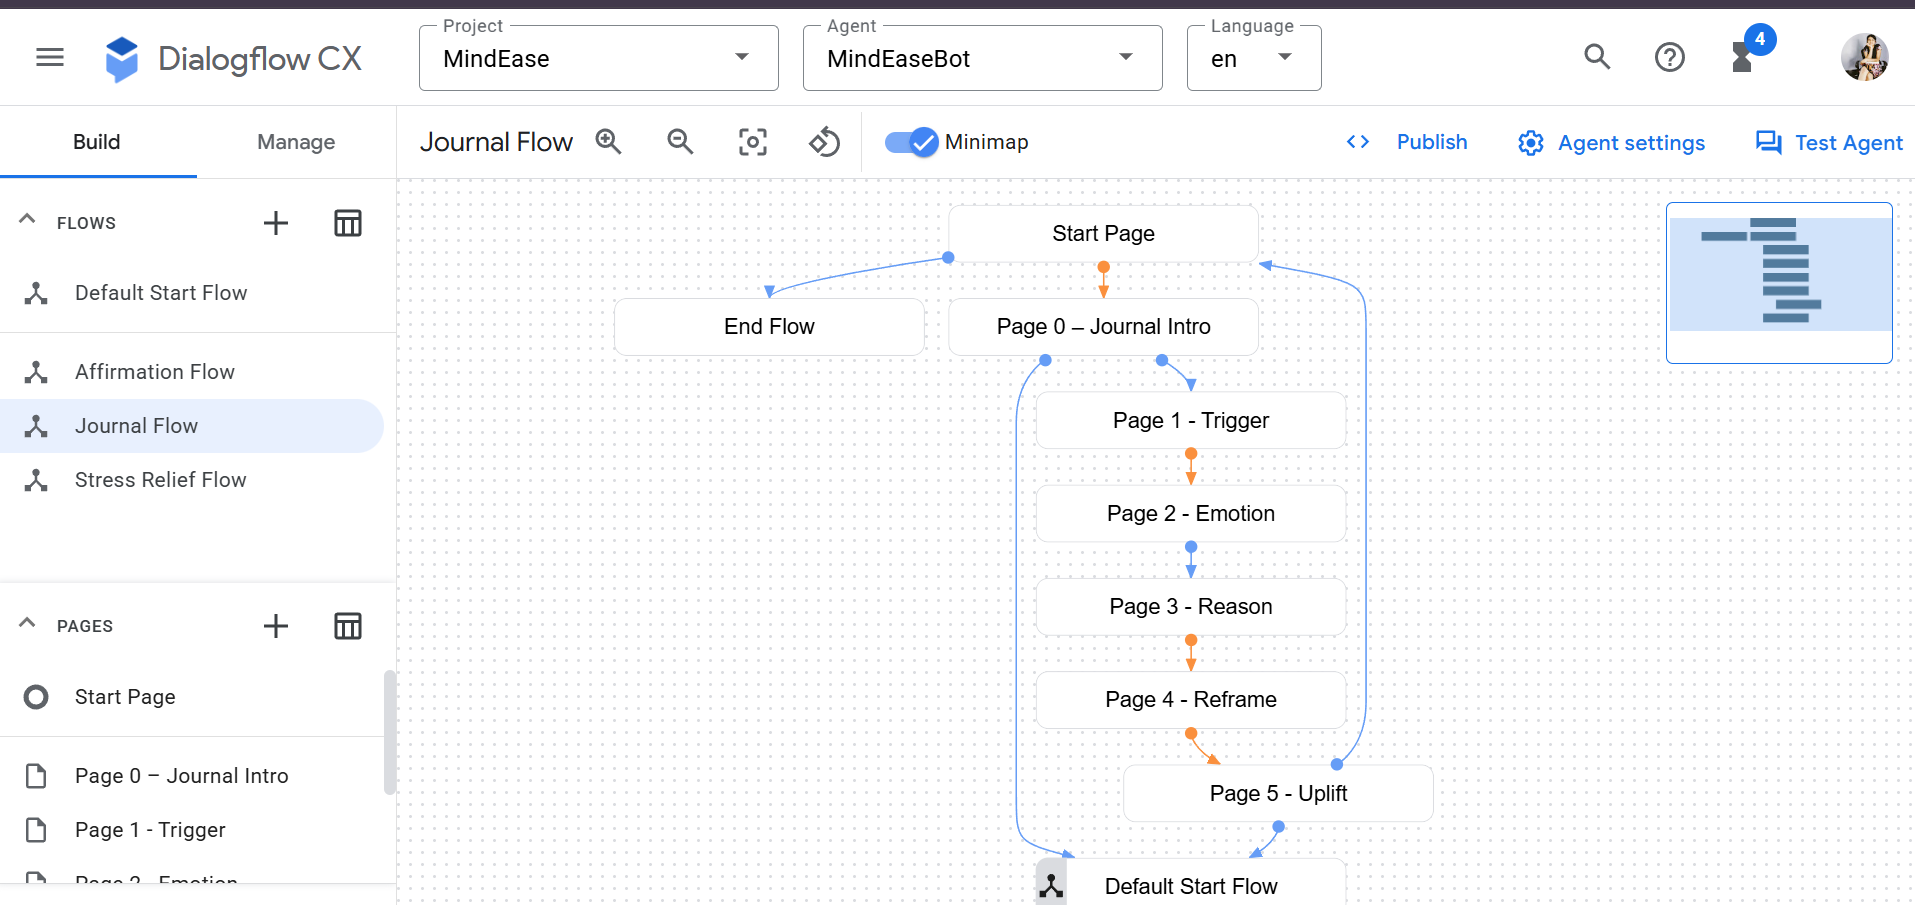 Project
Agent
Language
Dialogflow CX
MindEase
MindEaseBot
en
4
Build
Manage
Journal Flow
Minimap
Publish
Agent settings
Test Agent
FLOWS
Default Start Flow
Affirmation Flow
Journal Flow
Stress Relief Flow
PAGES
Start Page
Page 0 – Journal Intro
Page 1 - Trigger
Page 2 - Emotion
Start Page
End Flow
Page 0 – Journal Intro
Page 1 - Trigger
Page 2 - Emotion
Page 3 - Reason
Page 4 - Reframe
Page 5 - Uplift
Default Start Flow